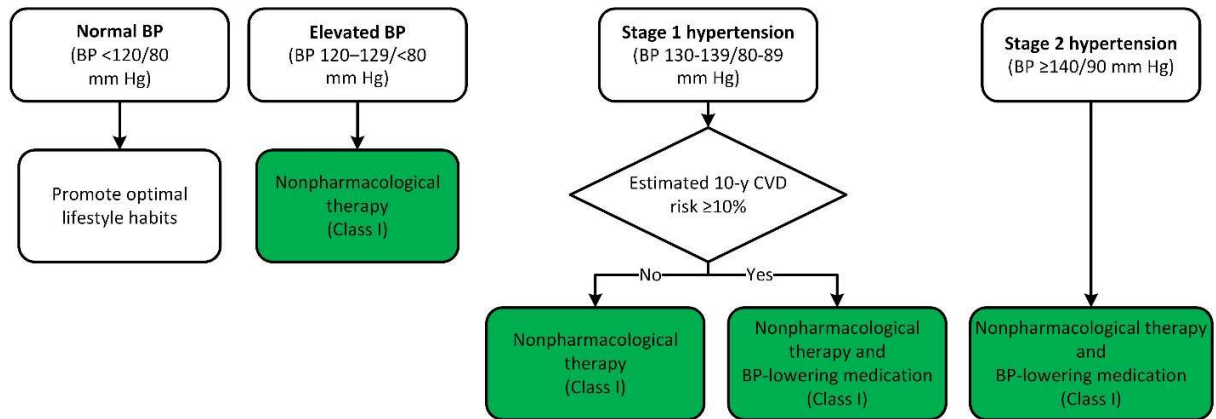 Normal BP
(BP <120/80
mm Hg)
Elevated BP
(BP 120–129/<80
mm Hg)
Stage 1 hypertension
(BP 130-139/80-89
mm Hg)
Stage 2 hypertension
(BP ≥140/90 mm Hg)
Promote optimal
lifestyle habits
Nonpharmacological
therapy
(Class I)
Estimated 10-y CVD
risk ≥10%
No
Yes
Nonpharmacological
therapy
(Class I)
Nonpharmacological
therapy and
BP-lowering medication
(Class I)
Nonpharmacological therapy
and
BP-lowering medication
(Class I)